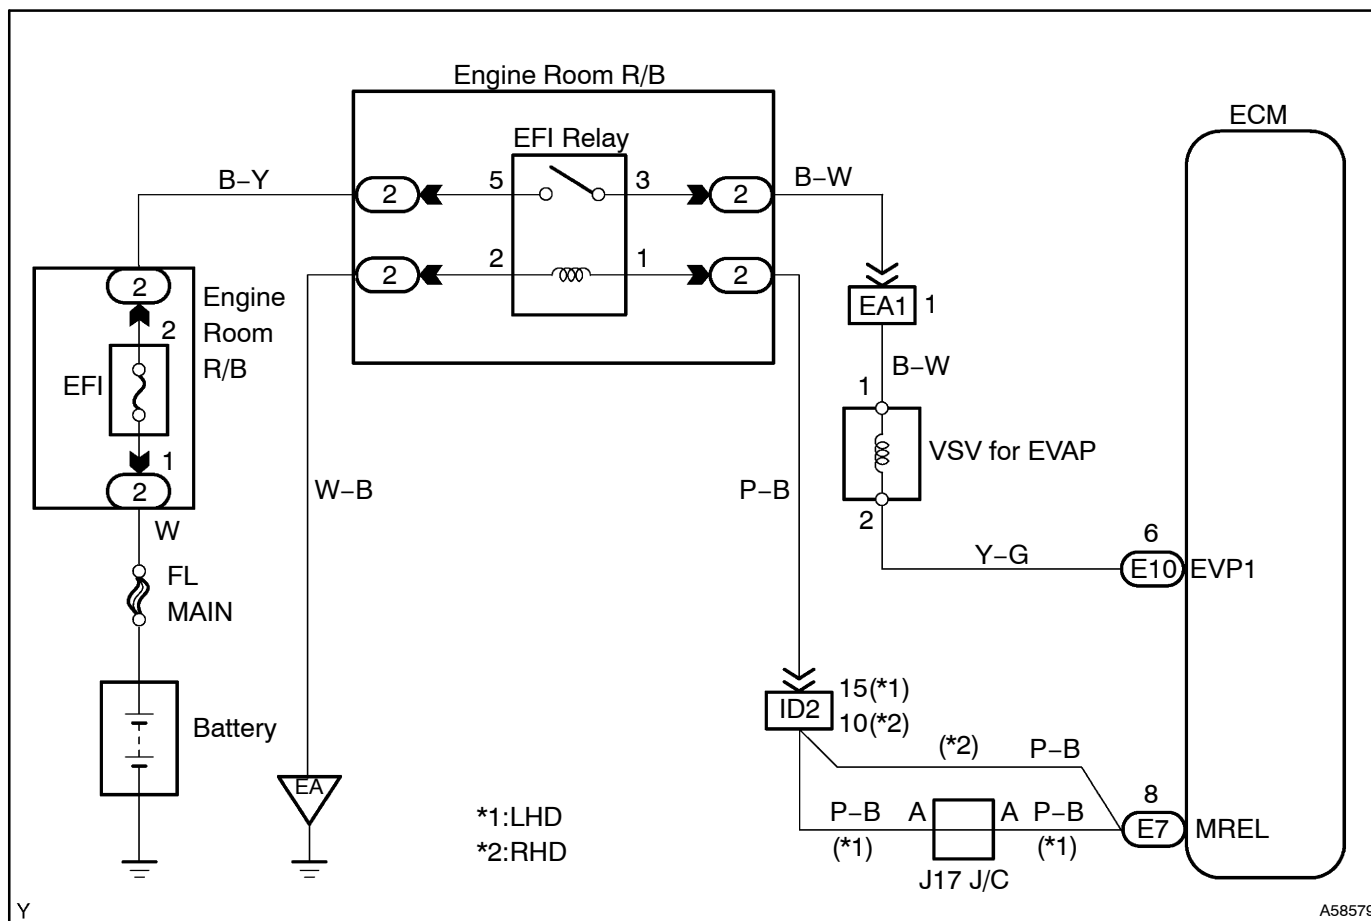 Engine Room R/B
ECM
EFI Relay
B−Y
2
5
3
2
B−W
2
2
1
2
2
Engine
Room
R/B
2
EFI
1
2
W
FL
MAIN
Battery
W−B
EA
P−B
EA1
1
B−W
1
VSV for EVAP
2
Y−G
6
E10
EVP1
ID2
15(*1)
10(*2)
(*2)
P−B
P−B
(*1)
A
A
P−B
(*1)
J17 J/C
8
E7
MREL
*1:LHD
*2:RHD
Y
A58579